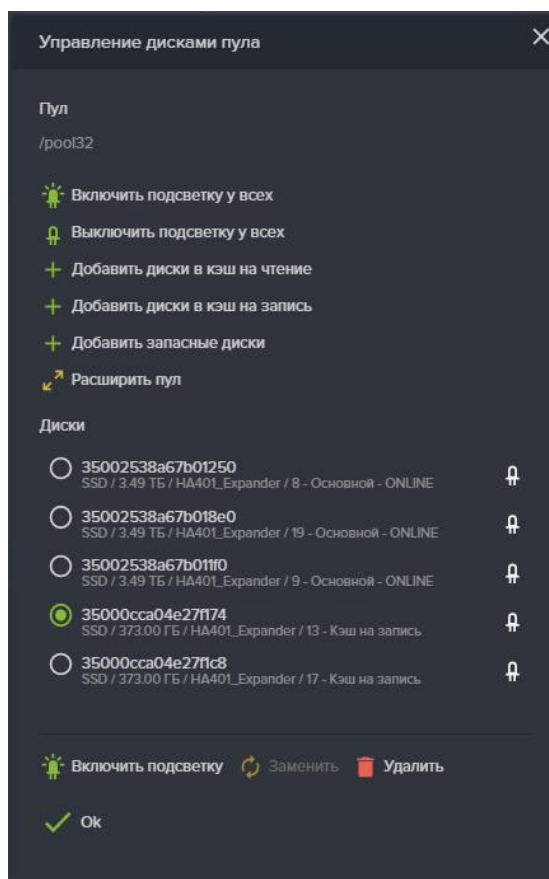 Управление дисками пула
Пул
/pool32
Включить подсветку у всех
Выключить подсветку у всех
Добавить диски в кэш на чтение
Добавить диски в кэш на запись
Добавить запасные диски
Расширить пул
Диски
35002538a67b01250
SSD / 3.49 ТБ / HA401_Expander / 8 - Основной - ONLINE
35002538a67b018e0
SSD / 3.49 ТБ / HA401_Expander / 19 - Основной - ONLINE
35002538a67b011f0
SSD / 3.49 ТБ / HA401_Expander / 9 - Основной - ONLINE
35000cca04e27f174
SSD / 373.00 ГБ / HA401_Expander / 13 - Кэш на запись
35000cca04e27f1c8
SSD / 373.00 ГБ / HA401_Expander / 17 - Кэш на запись
Включить подсветку Заменить Удалить
Ok